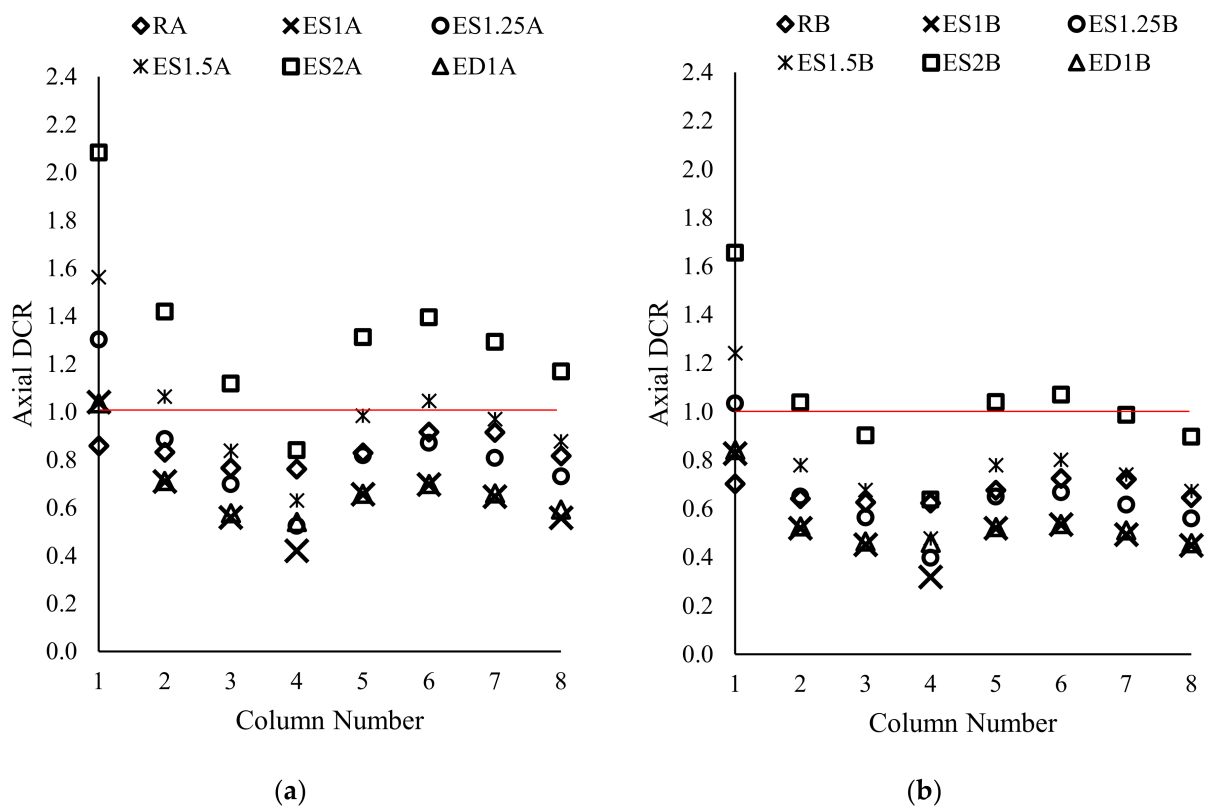 RA ES1A ES1.25A
ES1.5A ES2A ED1A
2.4
2.2
2.0
1.8
1.6
1.4
1.2
1.0
0.8
0.6
0.4
0.2
0.0
Axial DCR
1 2 3 4 5 6 7 8
Column Number
(a)
RB ES1B ES1.25B
ES1.5B ES2B ED1B
2.4
2.2
2.0
1.8
1.6
1.4
1.2
1.0
0.8
0.6
0.4
0.2
0.0
Axial DCR
1 2 3 4 5 6 7 8
Column Number
(b)